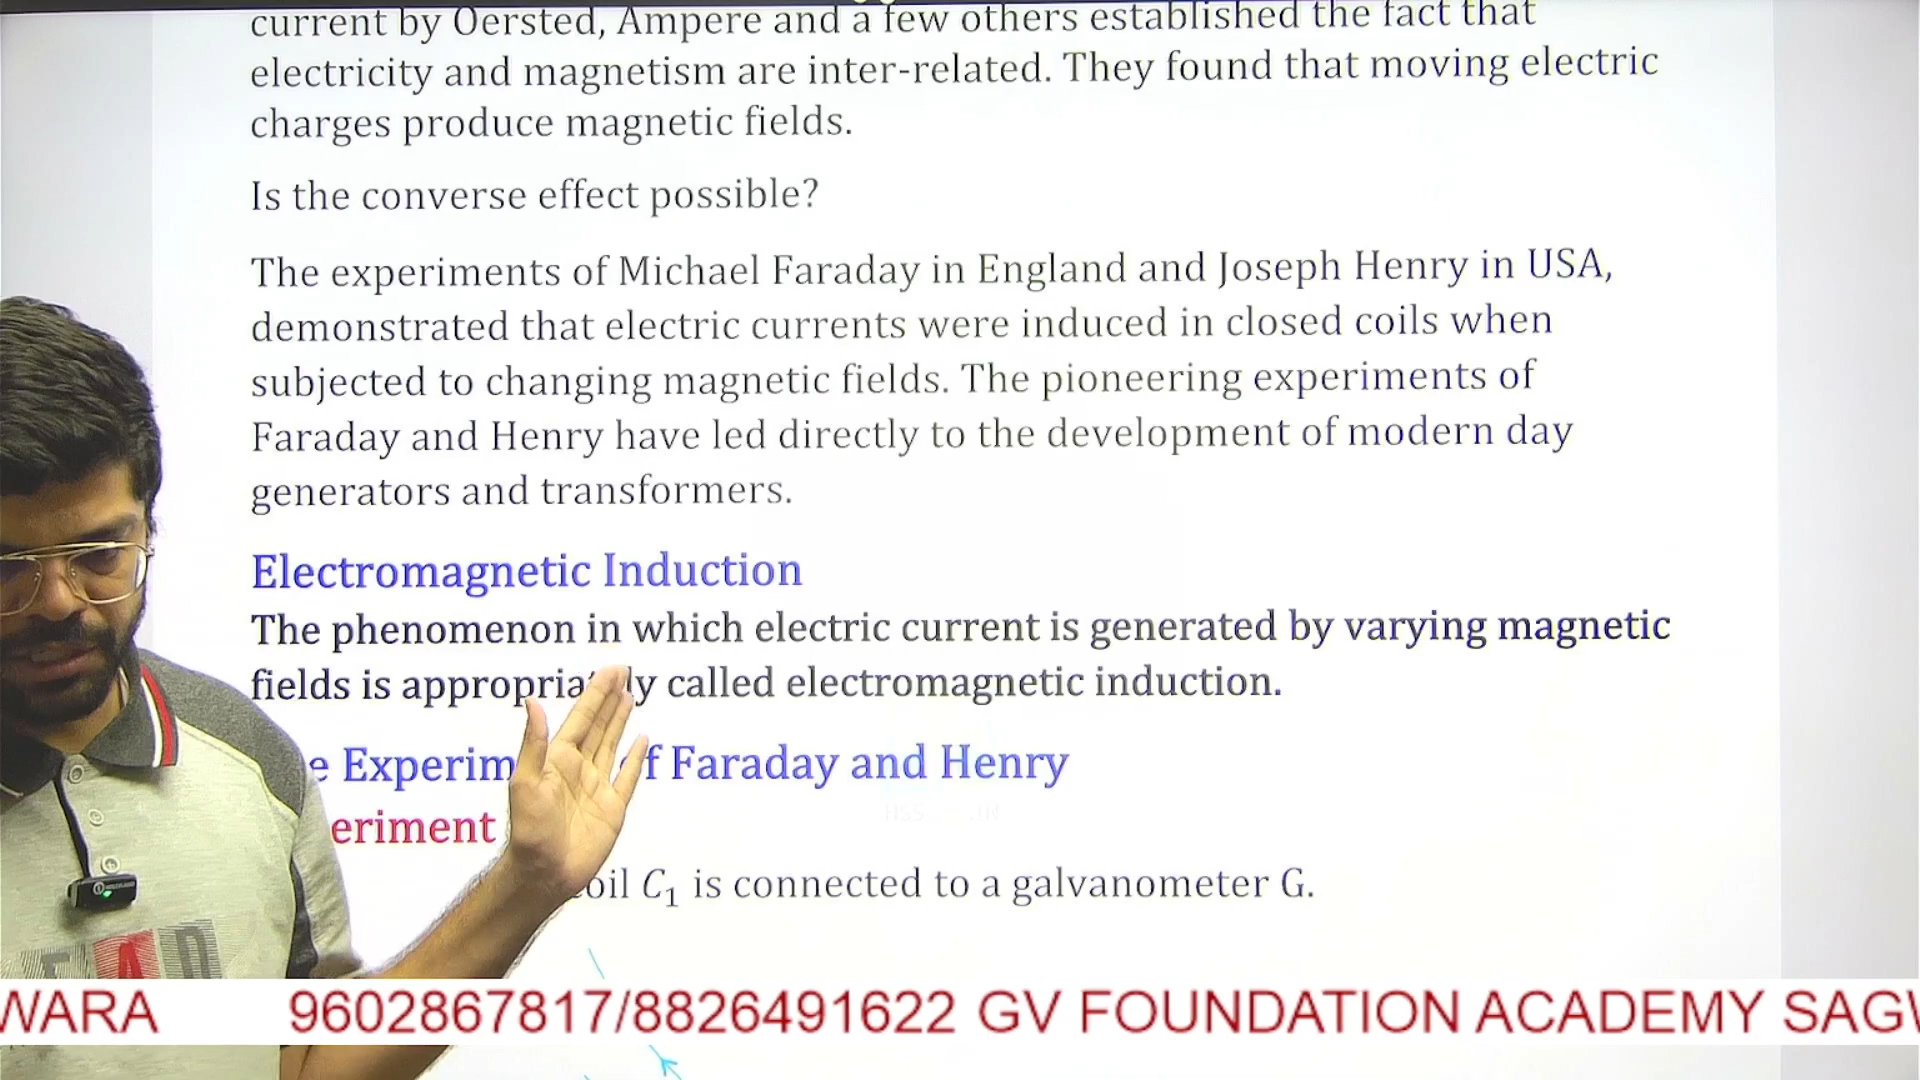 current by Oersted, Ampere and a few others established the fact that
electricity and magnetism are inter-related. They found that moving electric
charges produce magnetic fields.
Is the converse effect possible?
The experiments of Michael Faraday in England and Joseph Henry in USA,
demonstrated that electric currents were induced in closed coils when
subjected to changing magnetic fields. The pioneering experiments of
Faraday and Henry have led directly to the development of modern day
generators and transformers.
Electromagnetic Induction
The phenomenon in which electric current is generated by varying magnetic
fields is appropria ly called electromagnetic induction.
e Experim f Faraday and Henry
eriment
oil C₁ is connected to a galvanometer G.
WARA 9602867817/8826491622 GV FOUNDATION ACADEMY SAGW